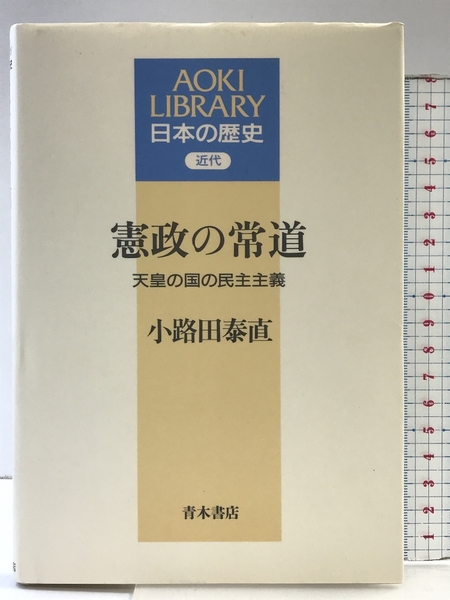 AOKI
LIBRARY
日本の歴史
近代
憲政の常道
天皇の国の民主主義
小路田泰直
青木書店